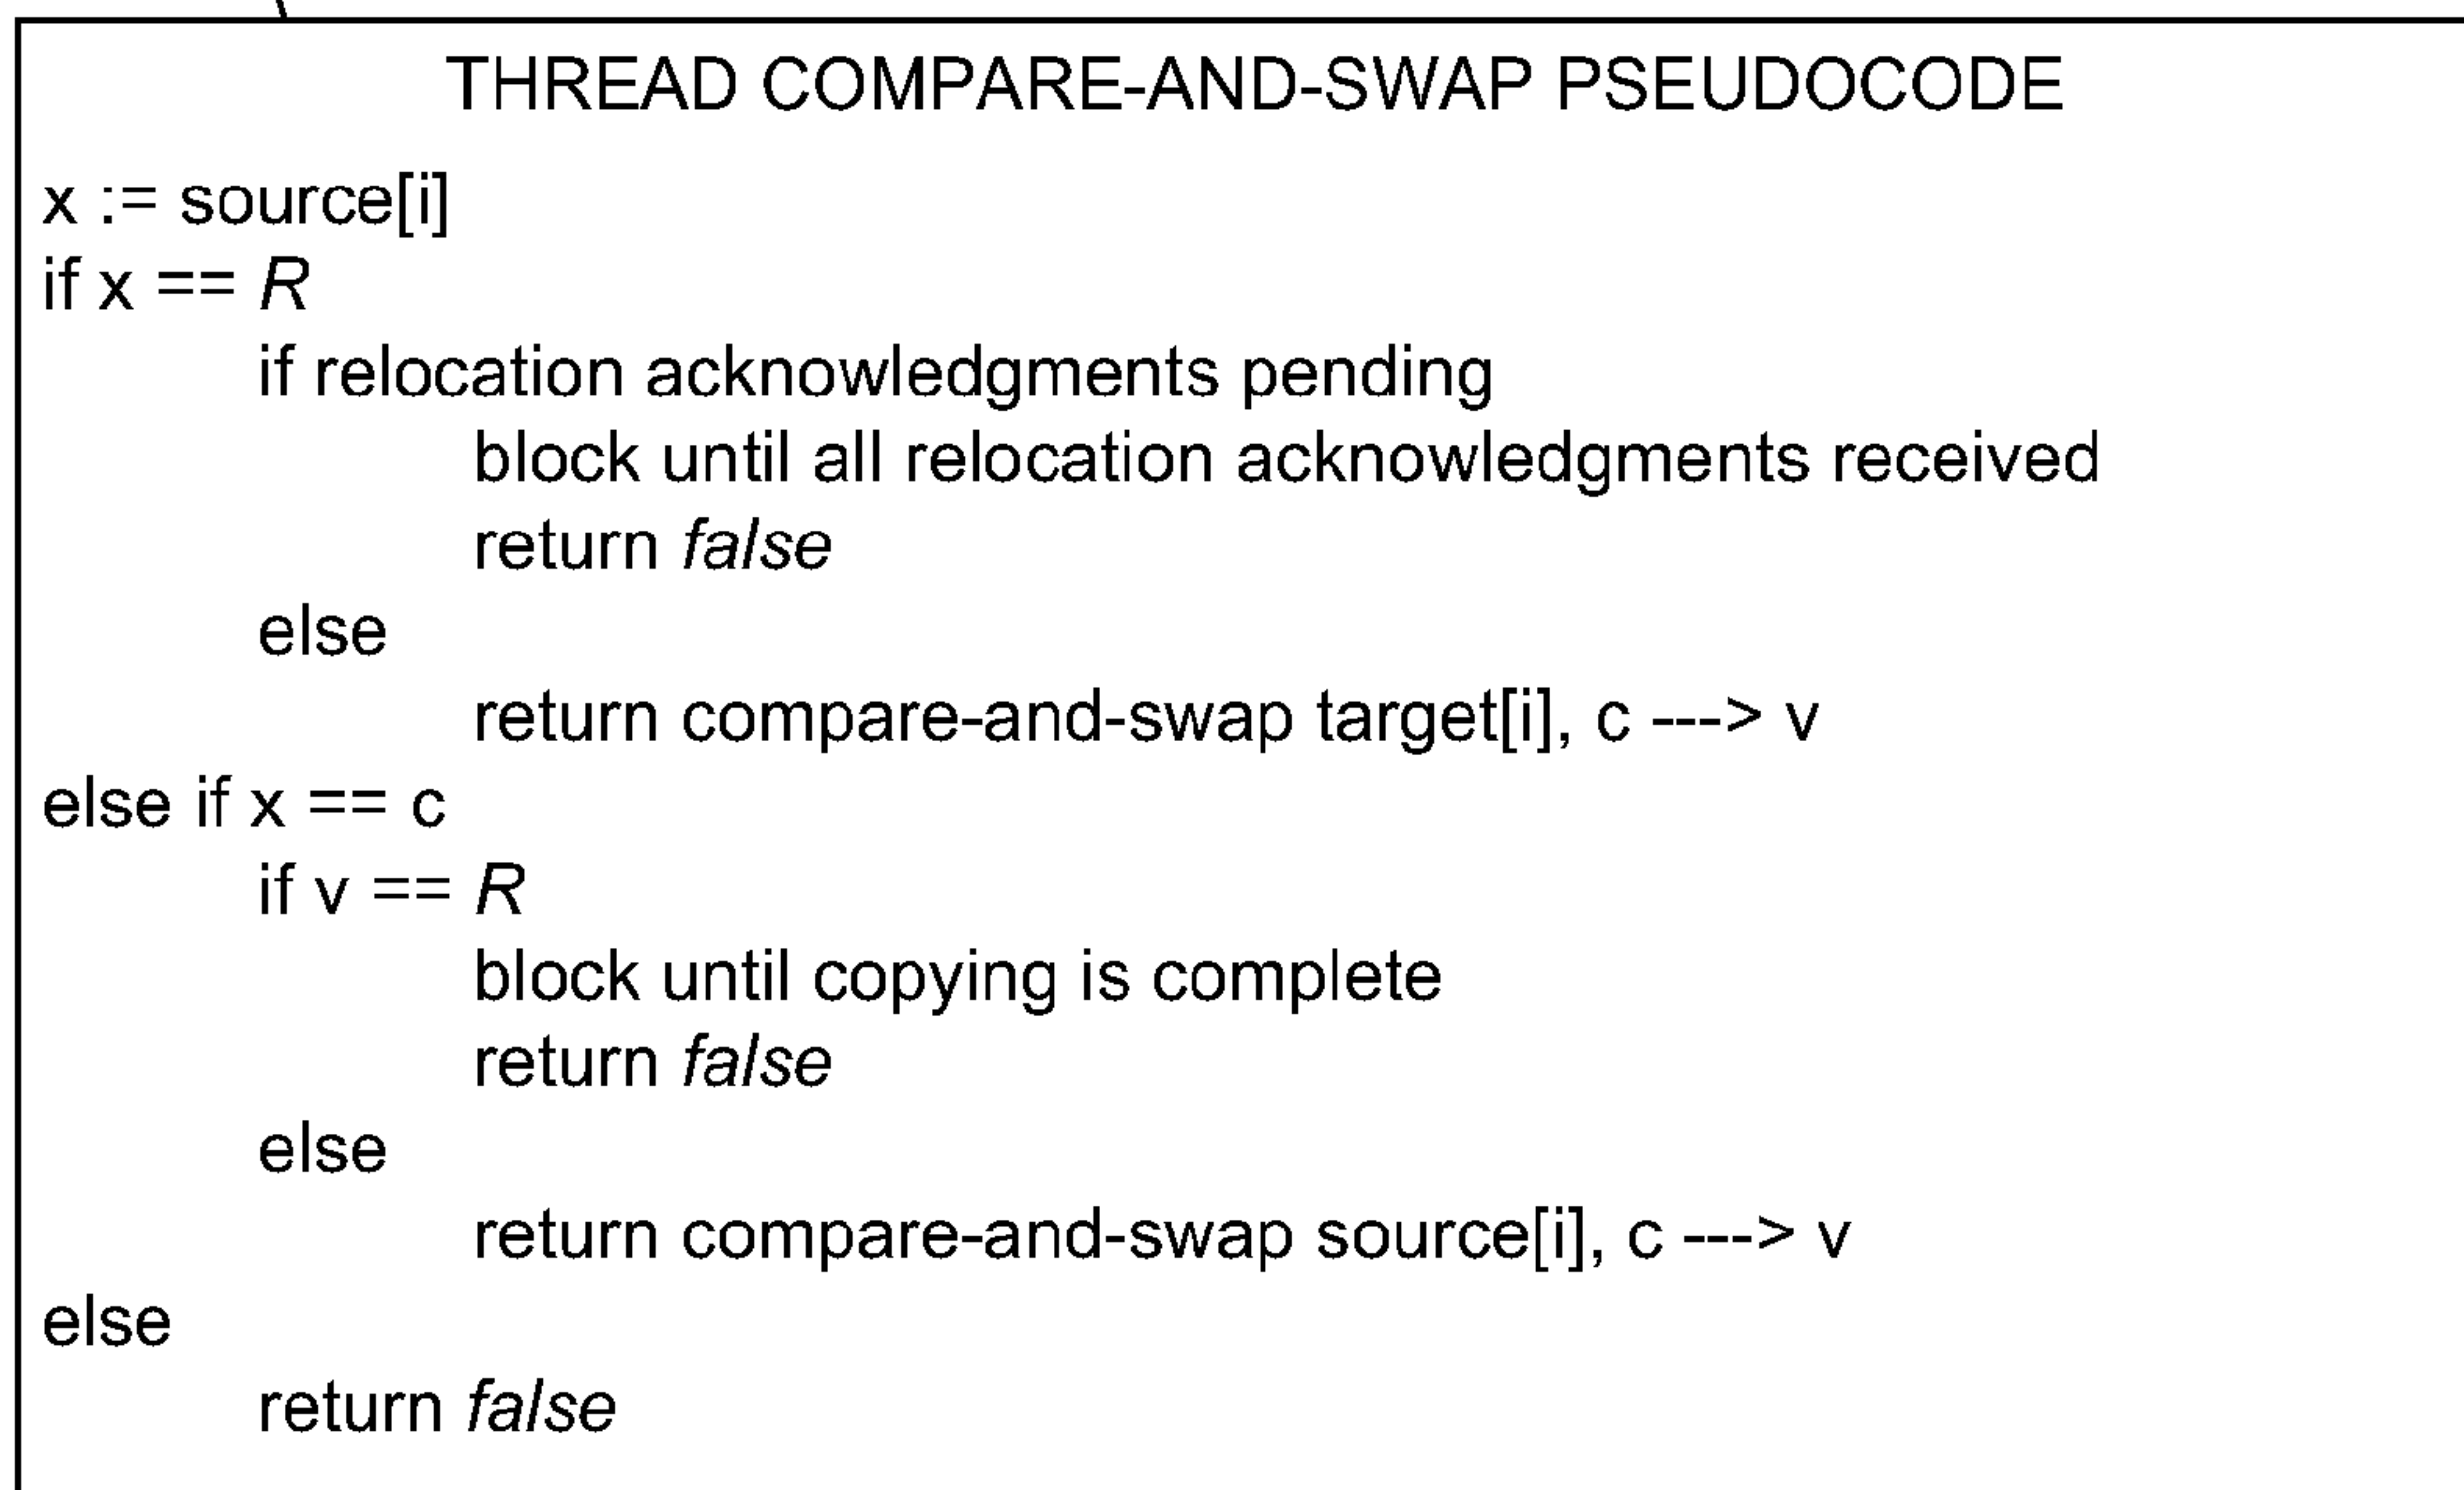 THREAD COMPARE-AND-SWAP PSEUDOCODE
x := source[i]
if x == R
if relocation acknowledgments pending
block until all relocation acknowledgments received
return false
else
return compare-and-swap target[i], c ---> v
else if x == c
if v == R
block until copying is complete
return false
else
return compare-and-swap source[i], c ---> v
else
return false